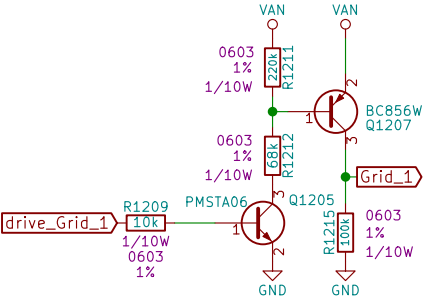 VAN
VAN
0603
1%
1/10W
220k
R1211
2
1
BC856W
Q1207
3
0603
1%
1/10W
68k
R1212
Grid_1
R1209
10k
drive_Grid_1
1/10W
0603
1%
PMSTA06
3
Q1205
1
2
R1215
100k
0603
1%
1/10W
GND
GND